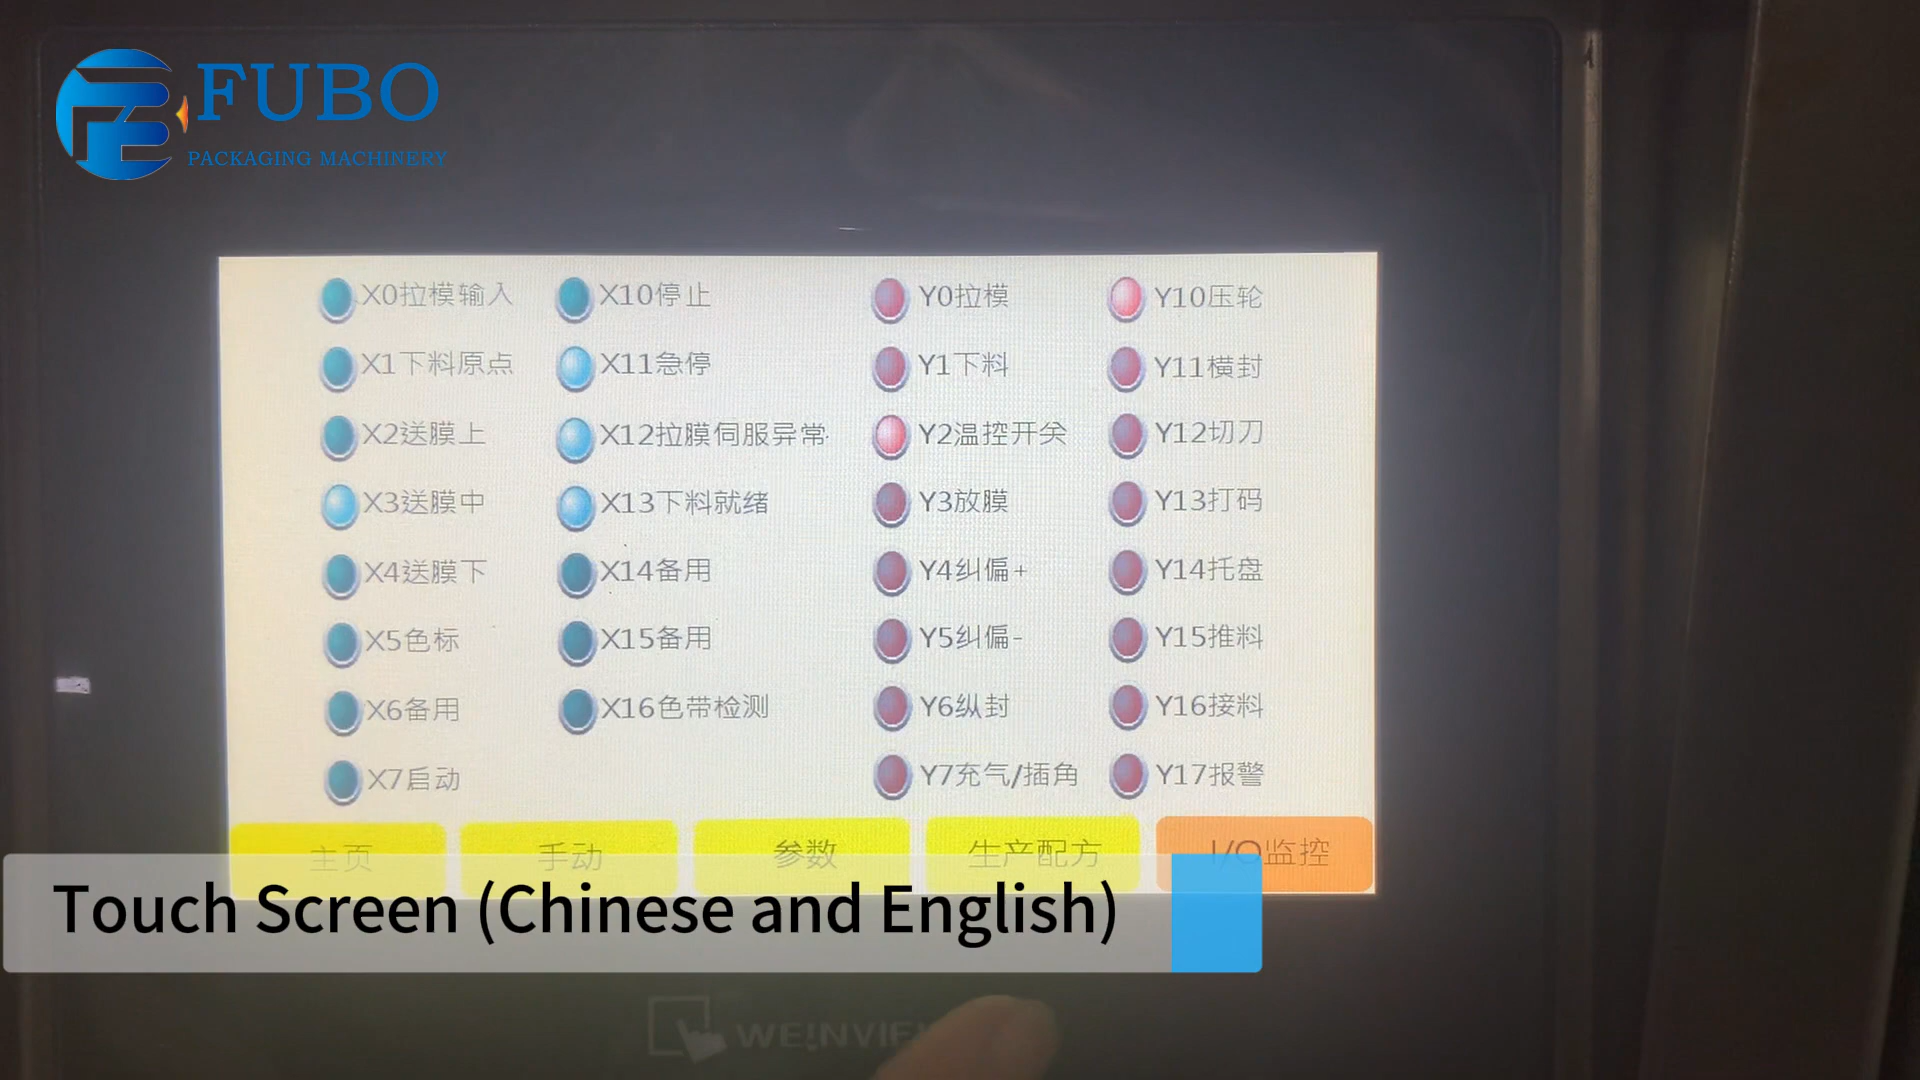 FUBO
PACKAGING MACHINERY
X0拉模输入
X10停止
Y0拉模
Y10压轮
X1下料原点
X11急停
Y1下料
Y11横封
X2送膜上
X12拉膜伺服异常
Y2温控开关
Y12切刀
X3送膜中
X13下料就绪
Y3放膜
Y13打码
X4送膜下
X14备用
Y4纠偏+
Y14托盘
X5色标
X15备用
Y5纠偏-
Y15推料
X6备用
X16色带检测
Y6纵封
Y16接料
X7启动
Y7充气/插角
Y17报警
主页
手动
参数
生产配方
I/O监控
Touch Screen (Chinese and English)